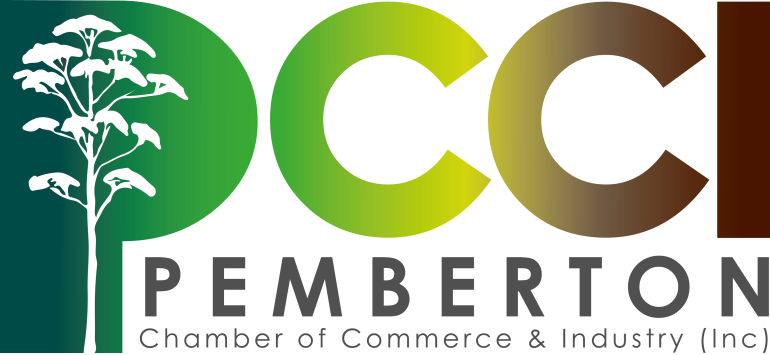 PCCI
PEMBERTON
Chamber of Commerce & Industry (Inc)